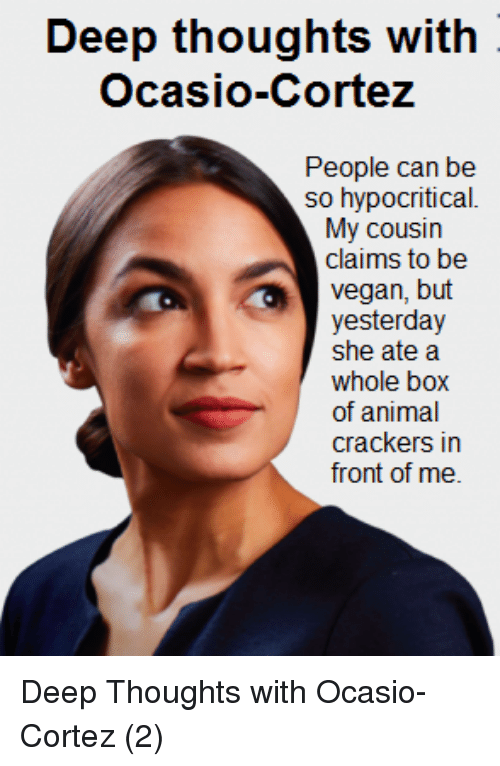 Deep thoughts with
Ocasio-Cortez
People can be
so hypocritical.
My cousin
claims to be
vegan, but
yesterday
she ate a
whole box
of animal
crackers in
front of me.
Deep Thoughts with Ocasio-
Cortez (2)